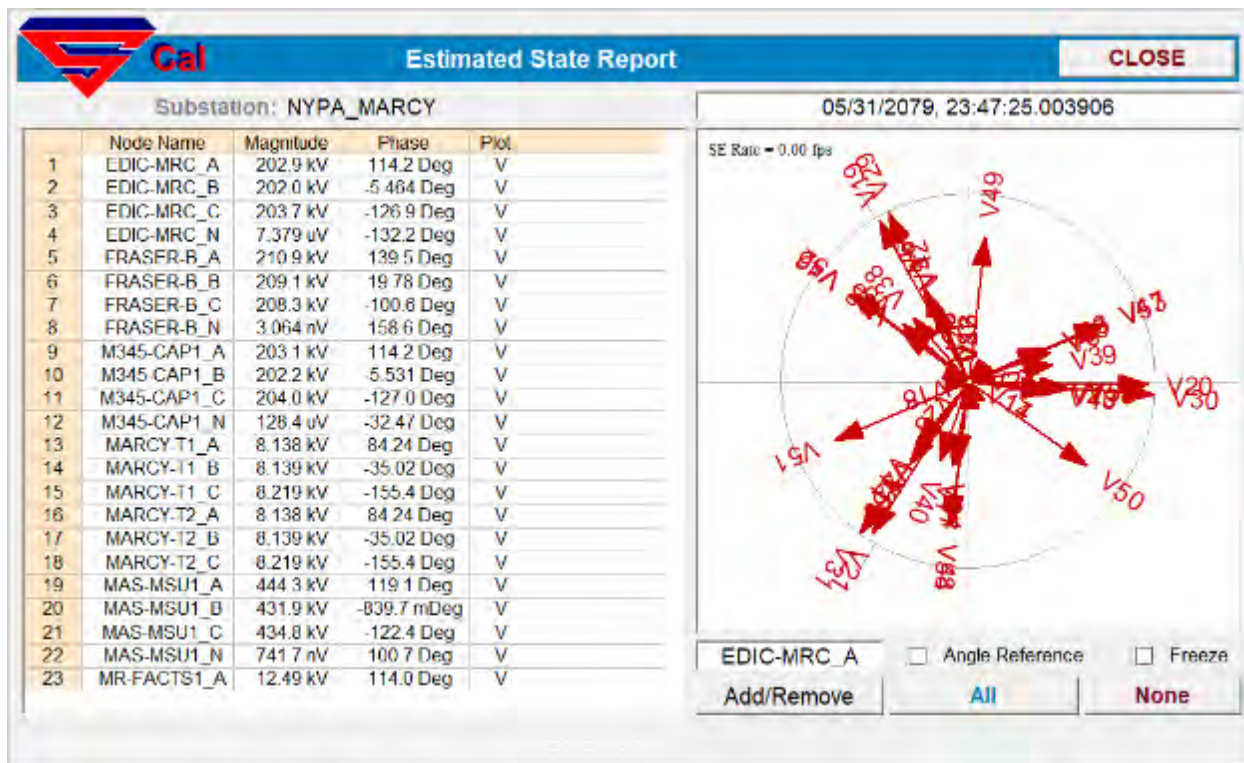 Cal
Estimated State Report
CLOSE
Substation: NYPA_MARCY
05/31/2079, 23:47:25.003906
Node Name Magnitude Phase Plot
1 EDIC-MRC_A 202.9 kV 114.2 Deg V
2 EDIC-MRC_B 202.0 kV -5.464 Deg V
3 EDIC-MRC_C 203.7 kV -126.9 Deg V
4 EDIC-MRC_N 7.379 uV -132.2 Deg V
5 FRASER-B_A 210.9 kV 139.5 Deg V
6 FRASER-B_B 209.1 kV 19.78 Deg V
7 FRASER-B_C 208.3 kV -100.6 Deg V
8 FRASER-B_N 3.064 nV 158.6 Deg V
9 M345-CAP1_A 203.1 kV 114.2 Deg V
10 M345-CAP1_B 202.2 kV -5.531 Deg V
11 M345-CAP1_C 204.0 kV -127.0 Deg V
12 M345-CAP1_N 128.4 uV -32.47 Deg V
13 MARCY-T1_A 8.138 kV 84.24 Deg V
14 MARCY-T1_B 8.139 kV -35.02 Deg V
15 MARCY-T1_C 8.219 kV -155.4 Deg V
16 MARCY-T2_A 8.138 kV 84.24 Deg V
17 MARCY-T2_B 8.139 kV -35.02 Deg V
18 MARCY-T2_C 8.219 kV -155.4 Deg V
19 MAS-MSU1_A 444.3 kV 119.1 Deg V
20 MAS-MSU1_B 431.9 kV -839.7 mDeg V
21 MAS-MSU1_C 434.8 kV -122.4 Deg V
22 MAS-MSU1_N 741.7 nV 100.7 Deg V
23 MR-FACTS1_A 12.49 kV 114.0 Deg V
SE Rate = 0.00 fps
V49
V39
V20
V30
V51
V50
V40
EDIC-MRC_A
Angle Reference
Freeze
Add/Remove
All
None